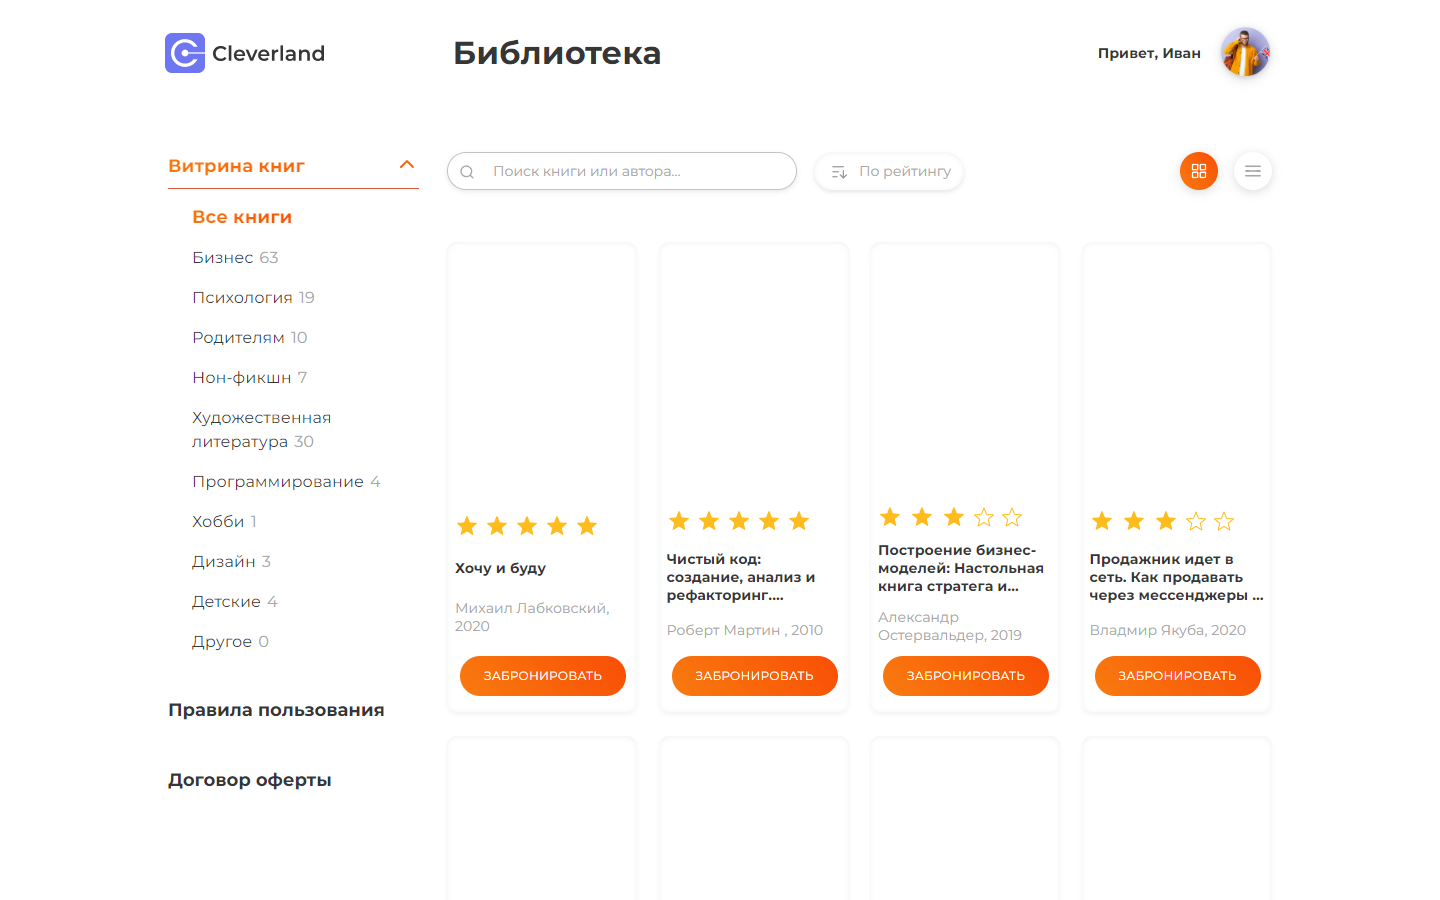 Cleverland
Библиотека
Привет, Иван
Витрина книг
Все книги
Бизнес 63
Психология 19
Родителям 10
Нон-фикшн 7
Художественная
литература 30
Программирование 4
Хобби 1
Дизайн 3
Детские 4
Другое 0
Правила пользования
Договор оферты
Поиск книги или автора...
По рейтингу
Хочу и буду
Михаил Лабковский,
2020
ЗАБРОНИРОВАТЬ
Чистый код:
создание, анализ и
рефакторинг....
Роберт Мартин , 2010
ЗАБРОНИРОВАТЬ
Построение бизнес-
моделей: Настольная
книга стратега и...
Александр
Остервальдер, 2019
ЗАБРОНИРОВАТЬ
Продажник идет в
сеть. Как продавать
через мессенджеры ...
Владмир Якуба, 2020
ЗАБРОНИРОВАТЬ